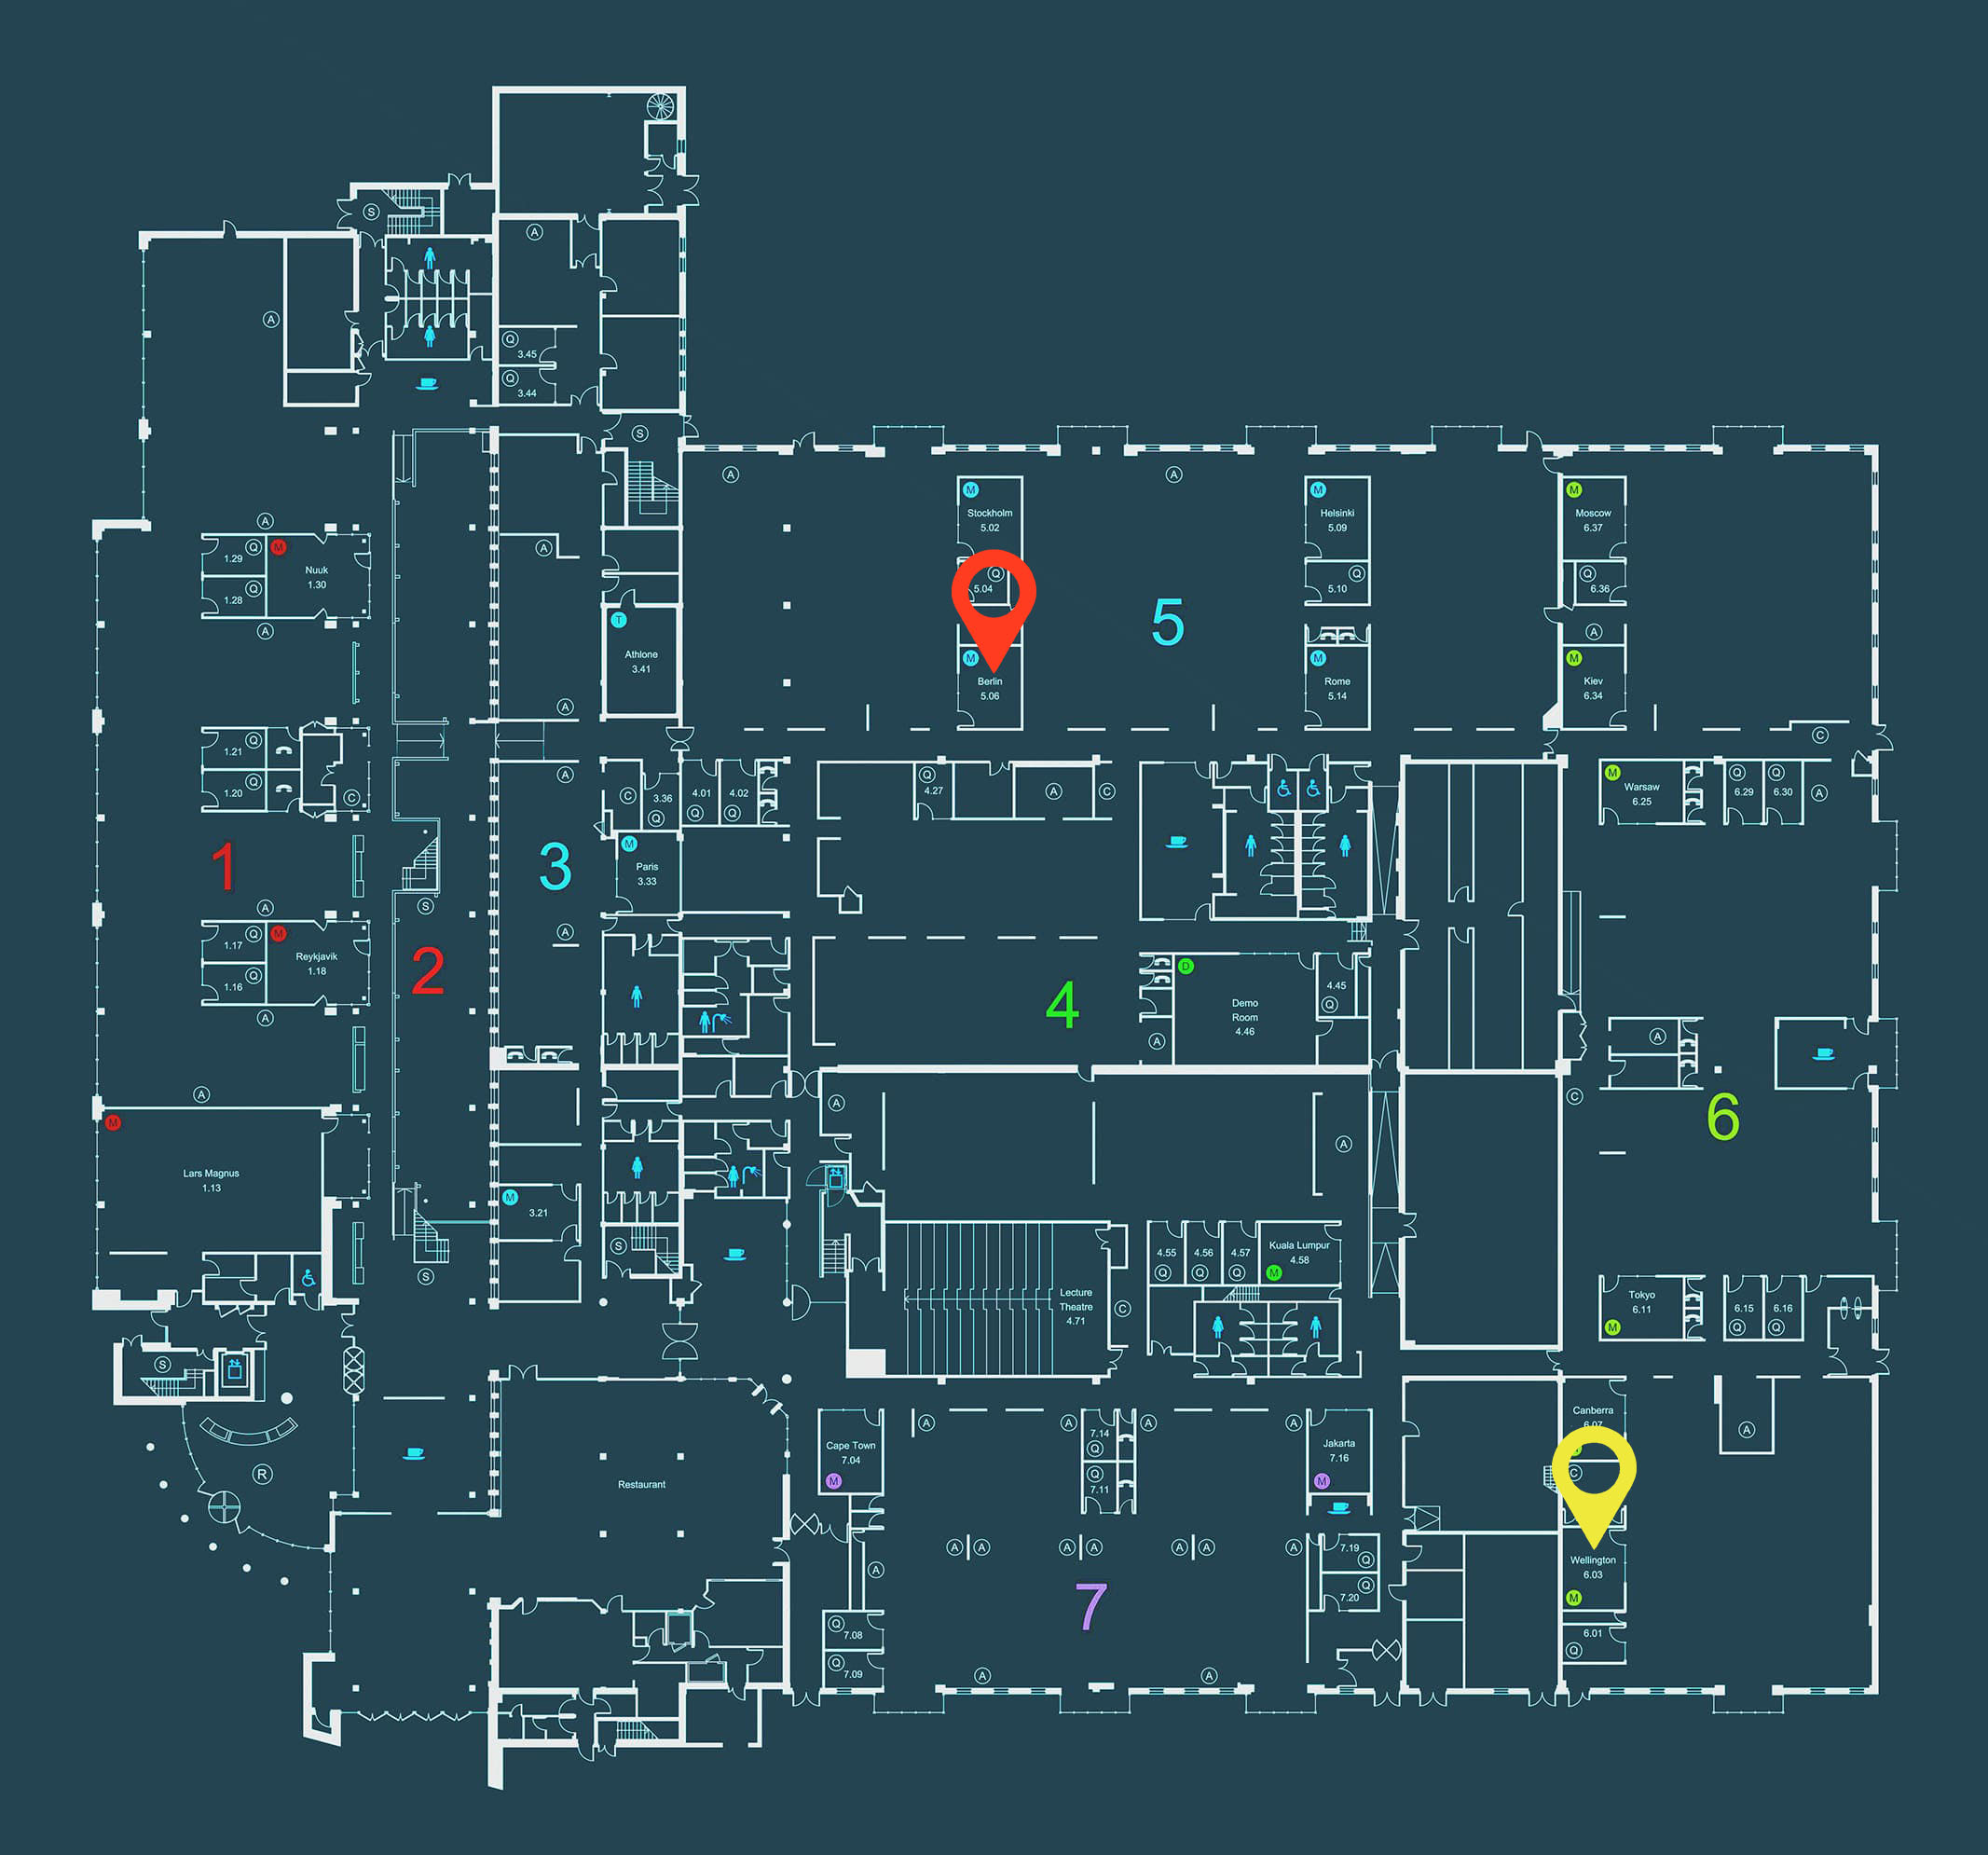 S
A
A
Q
3.45
Q
3.44
S
A
A
M
Stockholm
5.02
M
Helsinki
5.09
M
Moscow
6.37
A
Q
1.29
M
Nuuk
1.30
Q
1.28
A
A
T
Athlone
3.41
A
Q
5.04
Q
5.10
Q
6.36
A
5
M
Berlin
5.06
M
Rome
5.14
M
Kiev
6.34
C
Q
1.21
Q
1.20
C
A
C
3.36
Q
4.01
Q
4.02
Q
Q
4.27
A
C
M
Warsaw
6.25
Q
6.29
Q
6.30
A
1
3
M
Paris
3.33
A
S
A
Q
1.17
M
Reykjavik
1.18
Q
1.16
A
2
4
D
Demo
Room
4.46
4.45
Q
A
A
C
6
A
A
A
M
Lars Magnus
1.13
M
3.21
S
S
4.55
Q
4.56
Q
4.57
Q
Kuala Lumpur
4.58
M
Lecture
Theatre
4.71
C
Tokyo
6.11
M
6.15
Q
6.16
Q
S
R
Restaurant
Cape Town
7.04
M
A
A
7.14
Q
A
A
Q
7.11
Jakarta
7.16
M
Canberra
C
A
A
A
A
A
A
A
A
A
A
7.19
Q
Q
7.20
Wellington
6.03
M
7
Q
7.08
Q
7.09
A
A
6.01
Q